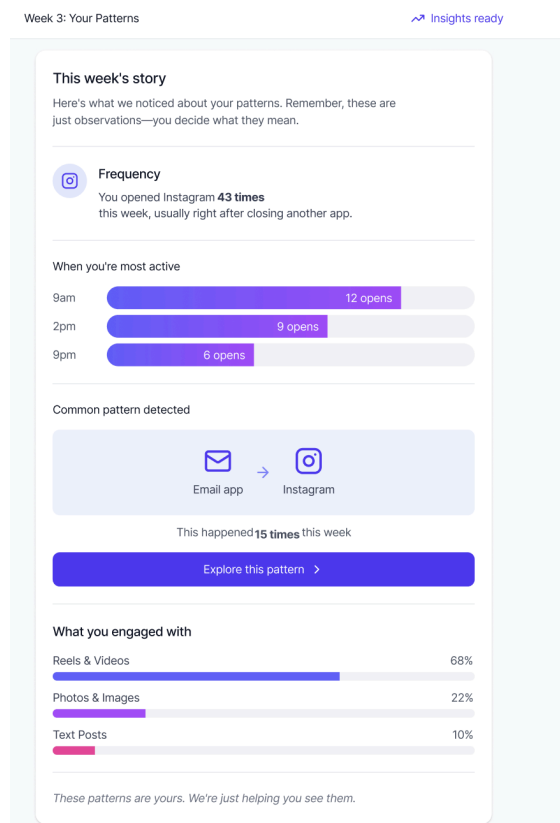 Week 3: Your Patterns
Insights ready
This week's story
Here's what we noticed about your patterns. Remember, these are
just observations—you decide what they mean.
Frequency
You opened Instagram 43 times
this week, usually right after closing another app.
When you're most active
9am
12 opens
2pm
9 opens
9pm
6 opens
Common pattern detected
Email app
Instagram
This happened 15 times this week
Explore this pattern
What you engaged with
Reels & Videos
68%
Photos & Images
22%
Text Posts
10%
These patterns are yours. We're just helping you see them.